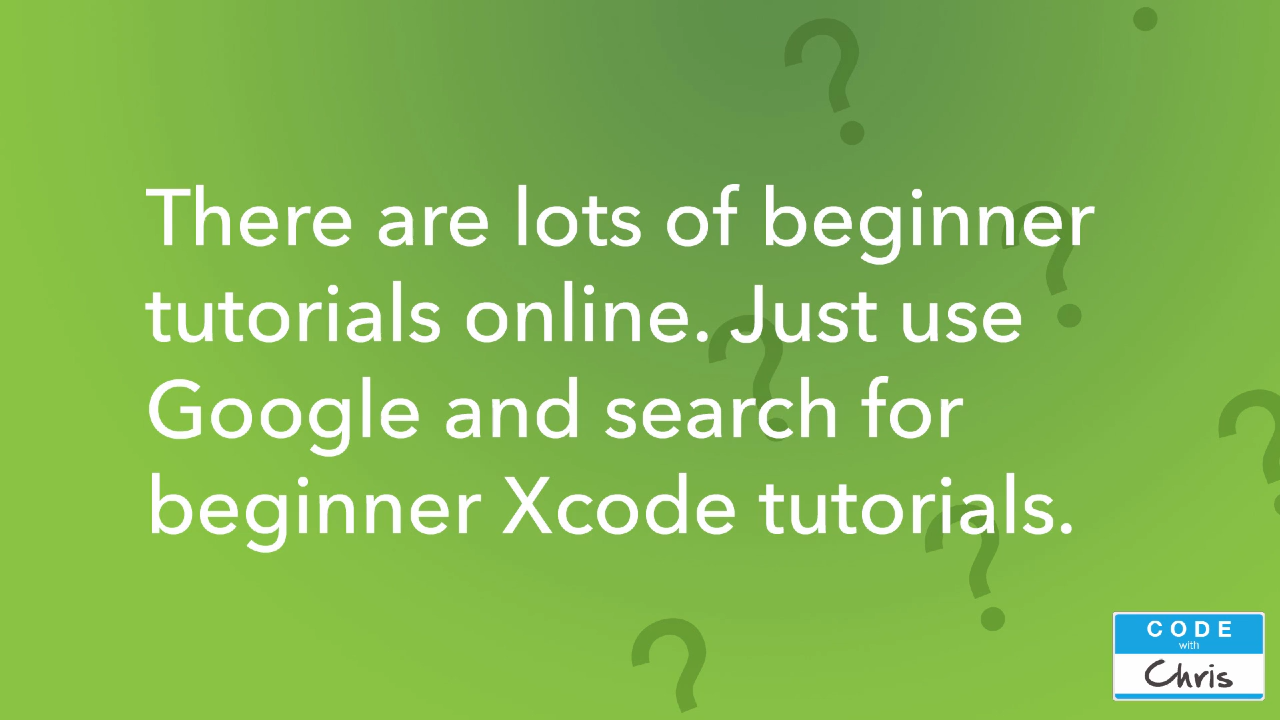 There are lots of beginner
tutorials online. Just use
Google and search for
beginner Xcode tutorials.
CODE
with
Chris